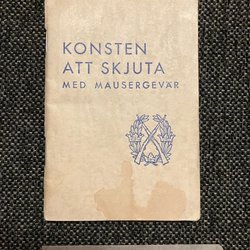 KONSTEN
ATT SKJUTA
MED MAUSERGEVÄR